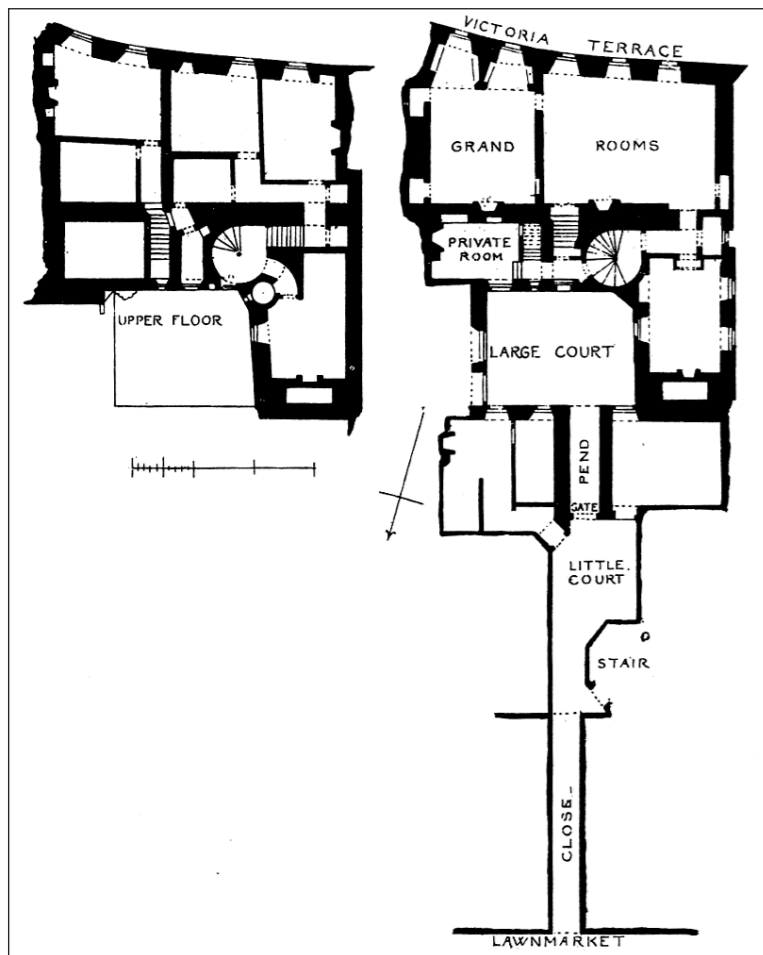 VICTORIA TERRACE
GRAND ROOMS
PRIVATE
ROOM
UPPER FLOOR
LARGE COURT
PEND
GATE
LITTLE
COURT
STAIR
CLOSE
LAWNMARKET